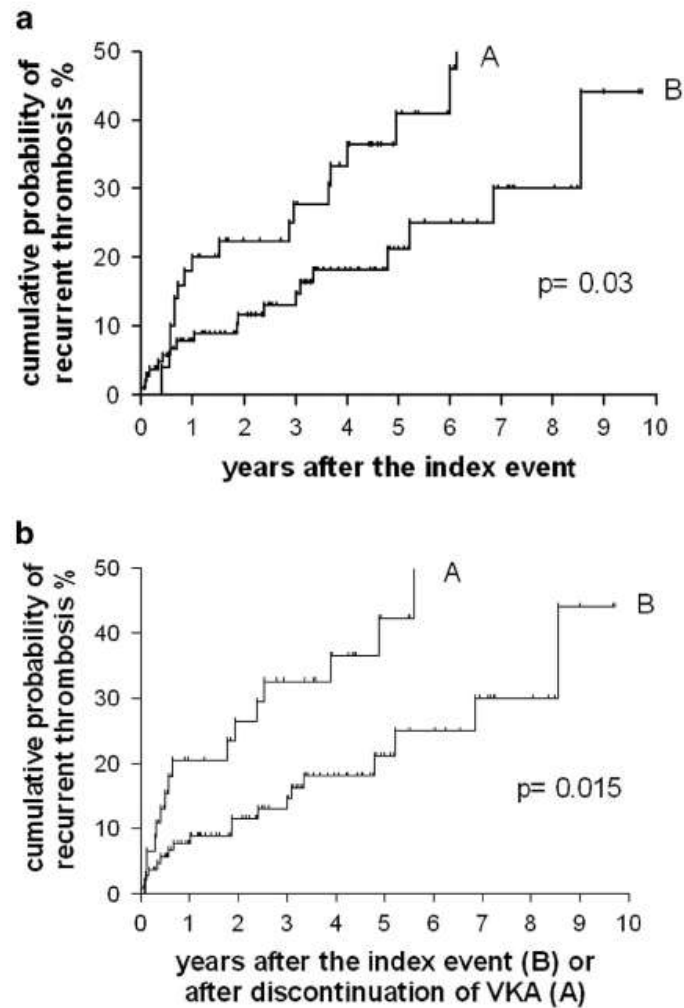 a
cumulative probability of
recurrent thrombosis %
50
40
30
20
10
0
A
B
p= 0.03
0 1 2 3 4 5 6 7 8 9 10
years after the index event
b
cumulative probability of
recurrent thrombosis %
50
40
30
20
10
0
A
B
p= 0.015
0 1 2 3 4 5 6 7 8 9 10
years after the index event (B) or
after discontinuation of VKA (A)